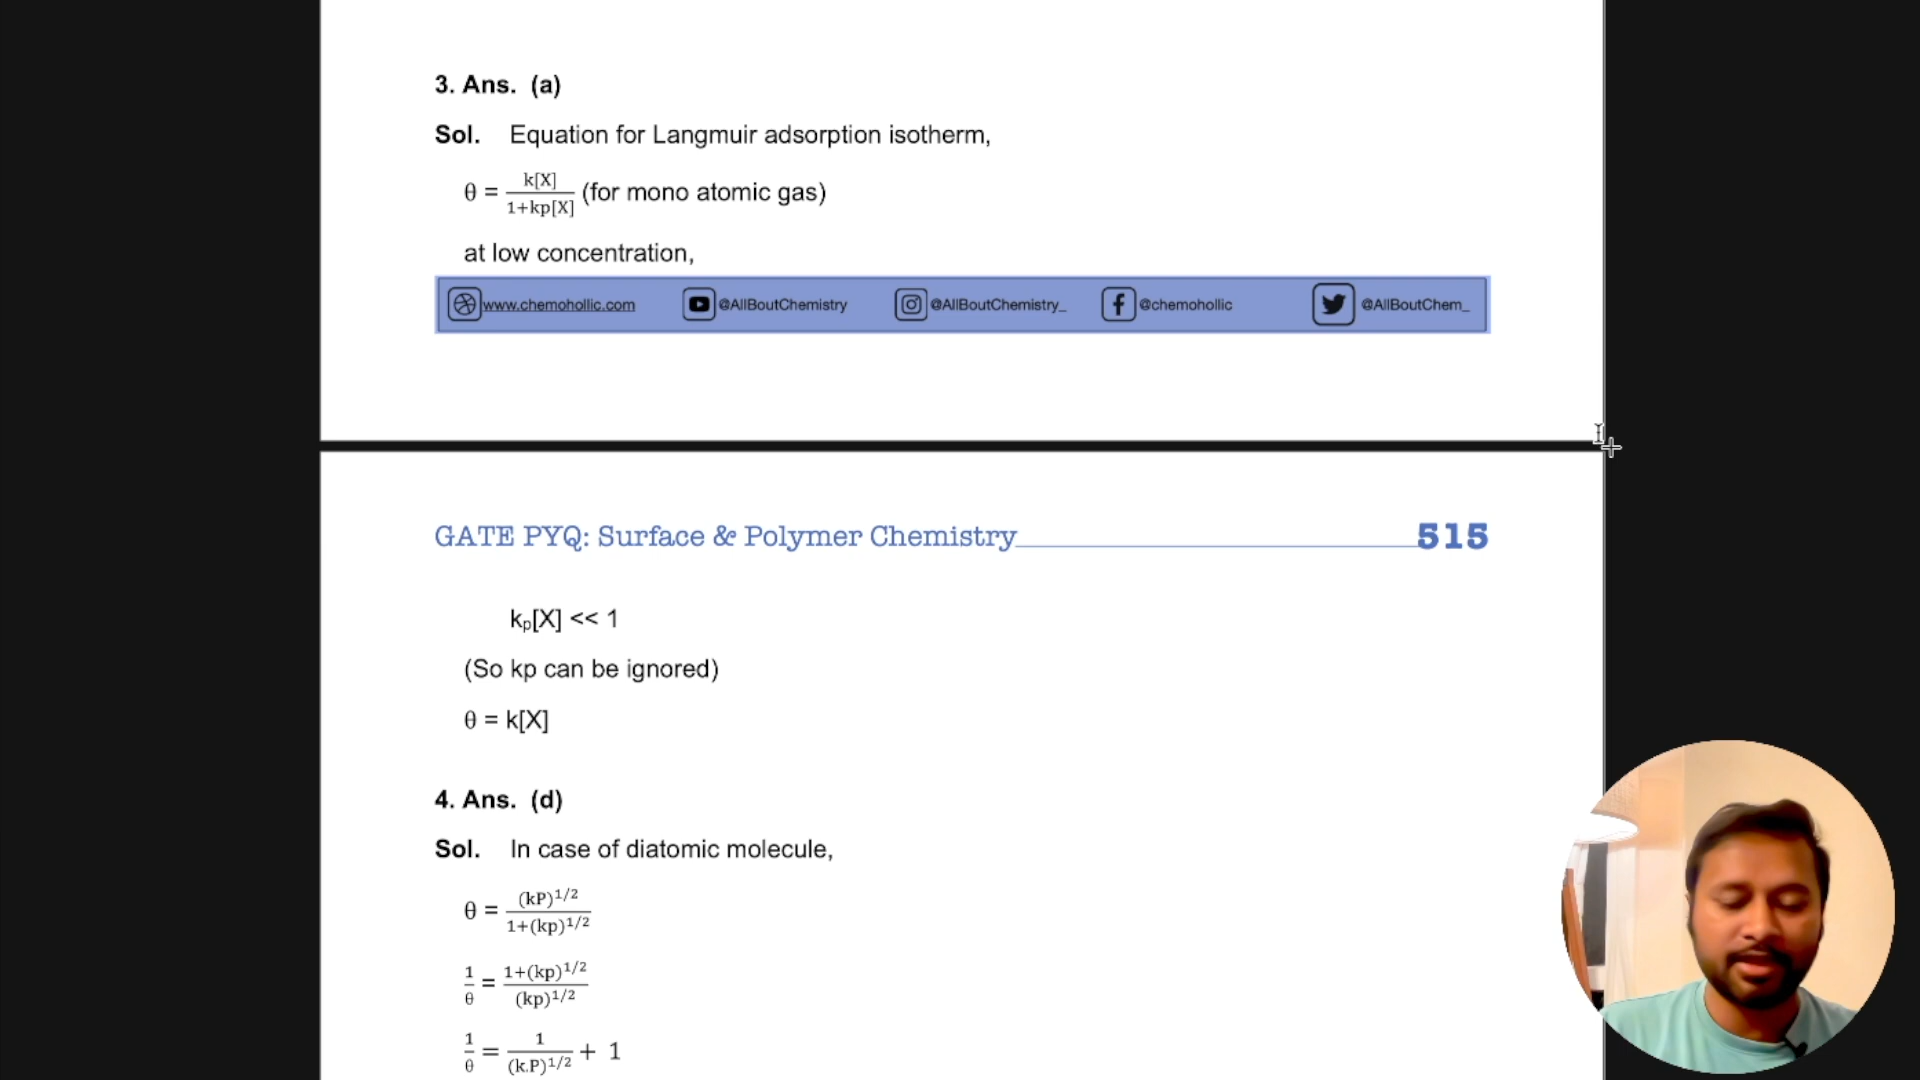 3. Ans. (a)
Sol. Equation for Langmuir adsorption isotherm,
θ = k[X]/1+kp[X] (for mono atomic gas)
at low concentration,
www.chemohollic.com @AllBoutChemistry @AllBoutChemistry_ @chemohollic @AllBoutChem_
GATE PYQ: Surface & Polymer Chemistry 515
kₚ[X] << 1
(So kp can be ignored)
θ = k[X]
4. Ans. (d)
Sol. In case of diatomic molecule,
θ = (kP)^1/2 / 1+(kp)^1/2
1/θ = 1+(kp)^1/2 / (kp)^1/2
1/θ = 1/(k.P)^1/2 + 1